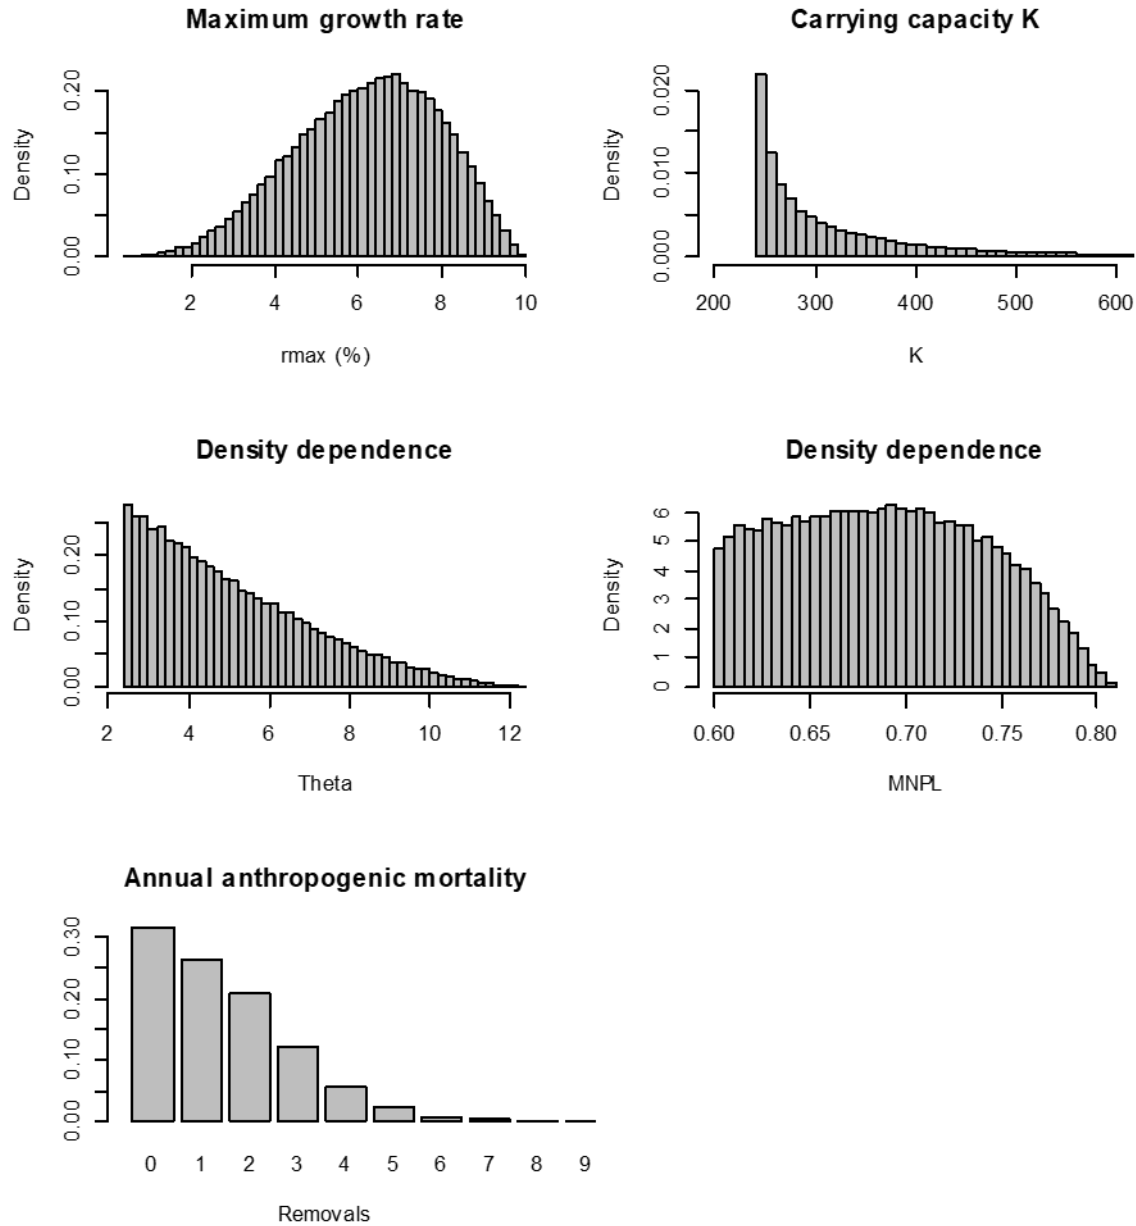 Maximum growth rate
Density
0.00 0.10 0.20
2 4 6 8 10
rmax (%)
Carrying capacity K
Density
0.000 0.010 0.020
200 300 400 500 600
K
Density dependence
Density
0.00 0.10 0.20
2 4 6 8 10 12
Theta
Density dependence
Density
0 1 2 3 4 5 6
0.60 0.65 0.70 0.75 0.80
MNPL
Annual anthropogenic mortality
0.00 0.10 0.20 0.30
0 1 2 3 4 5 6 7 8 9
Removals